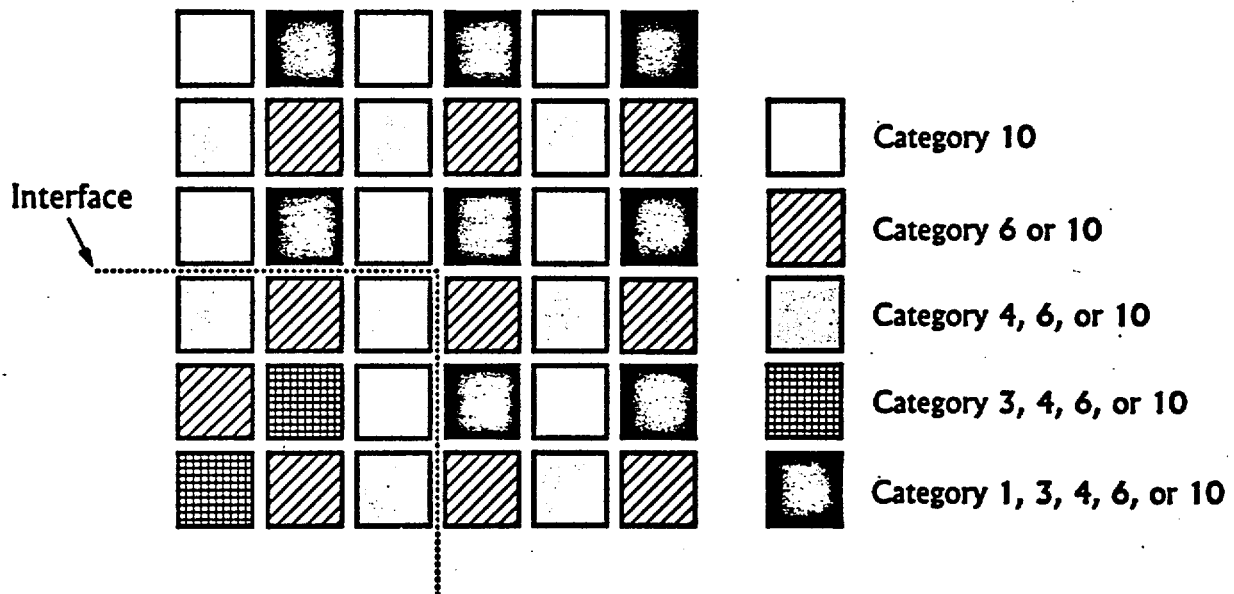 Category 10
Category 6 or 10
Interface
Category 4, 6, or 10
Category 3, 4, 6, or 10
Category 1, 3, 4, 6, or 10